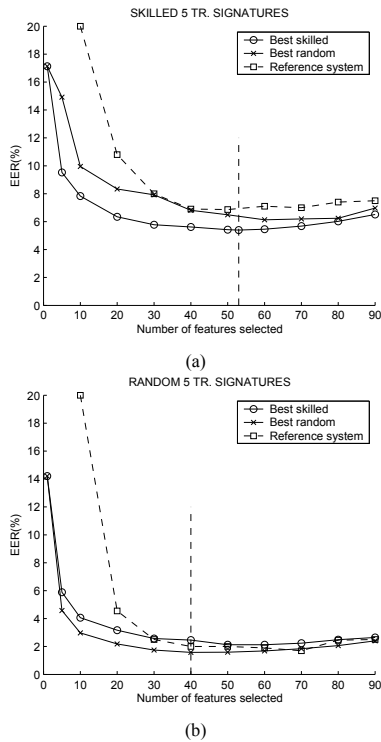 SKILLED 5 TR. SIGNATURES
20
18
16
14
12
10
8
6
4
2
0
EER(%)
Best skilled
Best random
Reference system
0 10 20 30 40 50 60 70 80 90
Number of features selected
(a)
RANDOM 5 TR. SIGNATURES
20
18
16
14
12
10
8
6
4
2
0
EER(%)
Best skilled
Best random
Reference system
0 10 20 30 40 50 60 70 80 90
Number of features selected
(b)